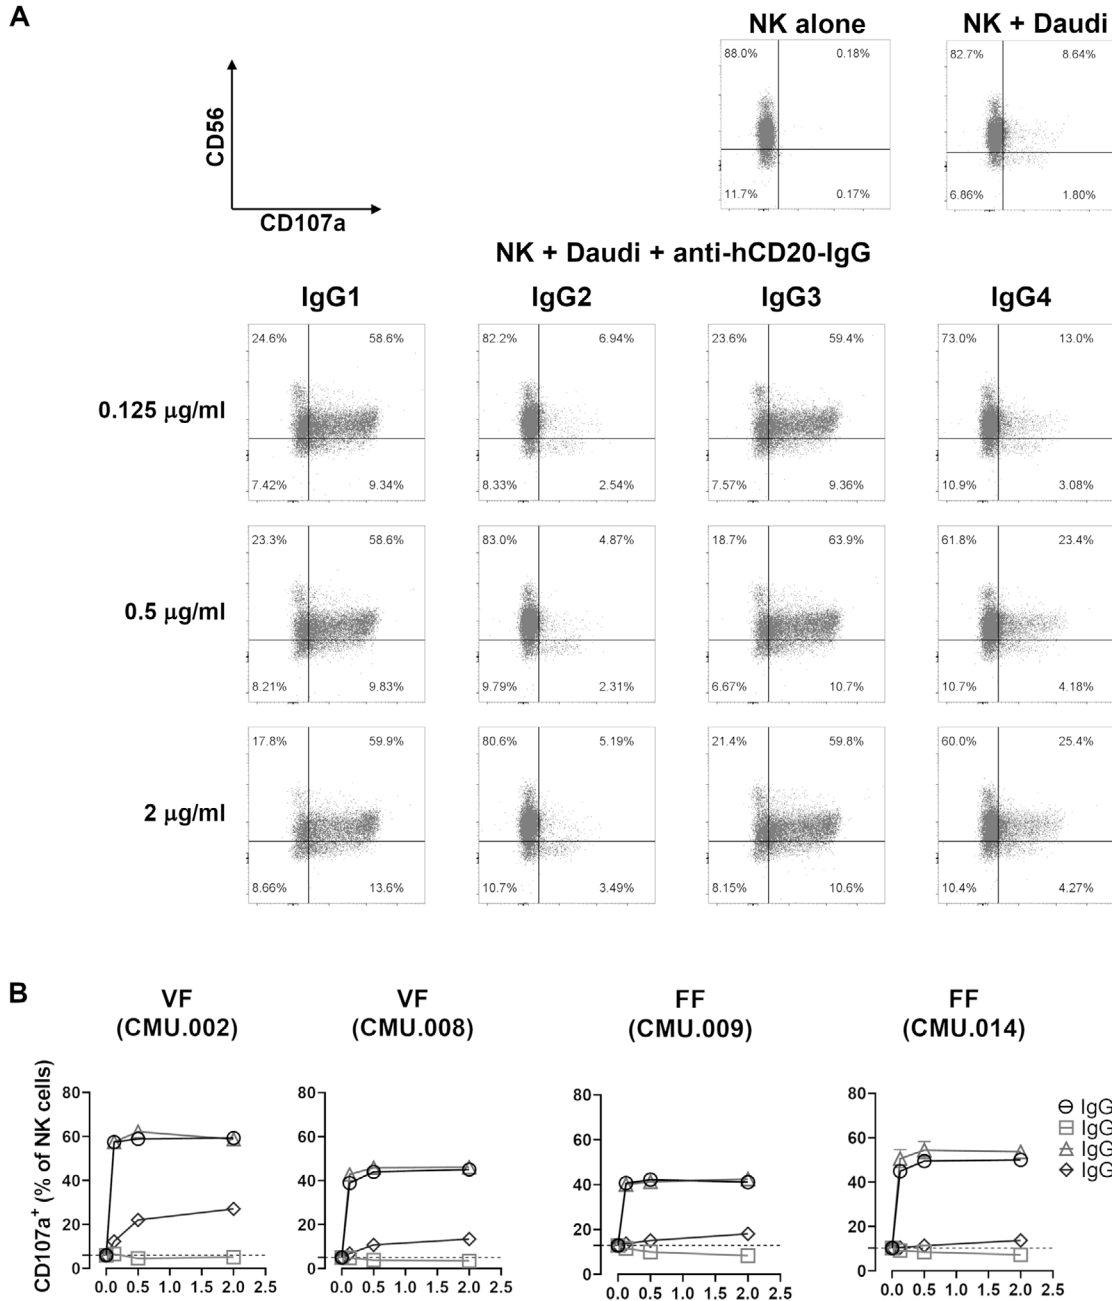 A
NK alone
NK + Daudi
88.0%
0.18%
82.7%
8.64%
CD56
11.7%
0.17%
6.86%
1.80%
CD107a
NK + Daudi + anti-hCD20-IgG
IgG1
IgG2
IgG3
IgG4
24.6%
58.6%
82.2%
6.94%
23.6%
59.4%
73.0%
13.0%
0.125 μg/ml
7.42%
9.34%
8.33%
2.54%
7.57%
9.36%
10.9%
3.08%
23.3%
58.6%
83.0%
4.87%
18.7%
63.9%
61.8%
23.4%
0.5 μg/ml
8.21%
9.83%
9.79%
2.31%
6.67%
10.7%
10.7%
4.18%
17.8%
59.9%
80.6%
5.19%
21.4%
59.8%
60.0%
25.4%
2 μg/ml
8.66%
13.6%
10.7%
3.49%
8.15%
10.6%
10.4%
4.27%
B
VF
(CMU.002)
VF
(CMU.008)
FF
(CMU.009)
FF
(CMU.014)
CD107a+ (% of NK cells)
80
60
40
20
0
0.0 0.5 1.0 1.5 2.0 2.5
80
60
40
20
0
0.0 0.5 1.0 1.5 2.0 2.5
80
60
40
20
0
0.0 0.5 1.0 1.5 2.0 2.5
80
60
40
20
0
0.0 0.5 1.0 1.5 2.0 2.5
IgG
IgG
IgG
IgG